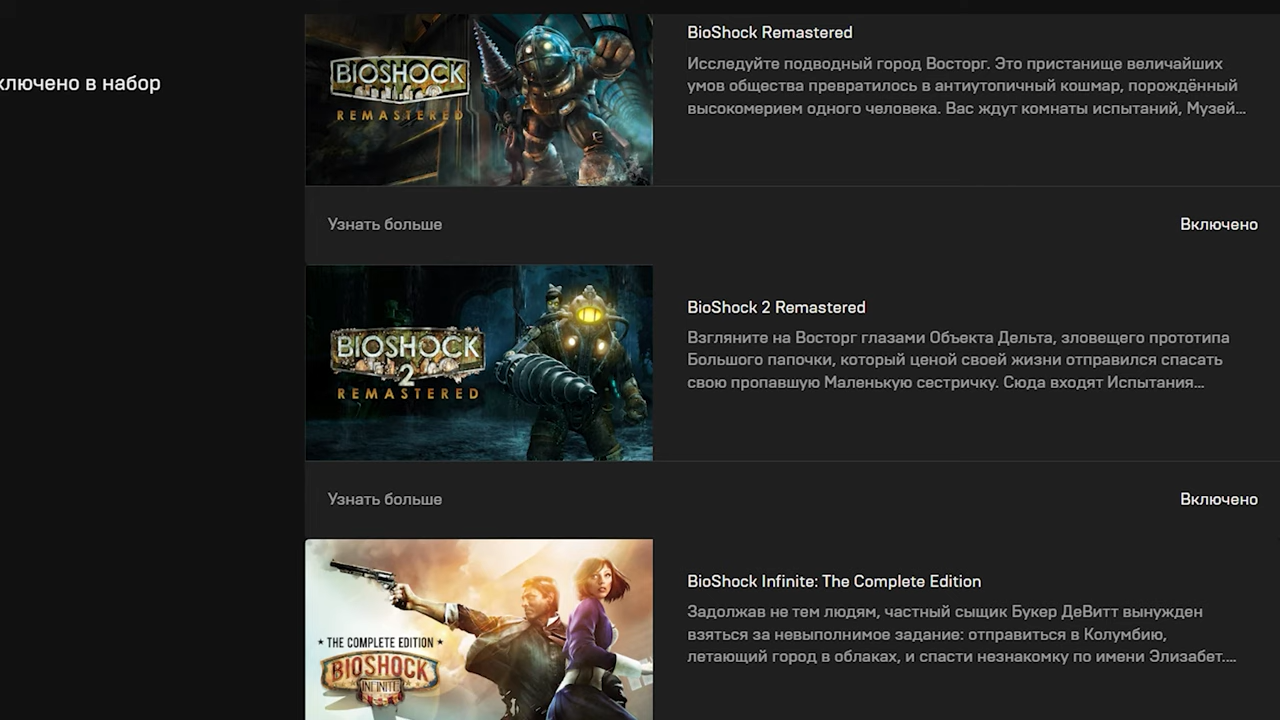 ключено в набор
BIOSHOCK
REMASTERED
BioShock Remastered
Исследуйте подводный город Восторг. Это пристанище величайших
умов общества превратилось в антиутопичный кошмар, порождённый
высокомерием одного человека. Вас ждут комнаты испытаний, Музей...
Узнать больше
Включено
BIOSHOCK
2
REMASTERED
BioShock 2 Remastered
Взгляните на Восторг глазами Объекта Дельта, зловещего прототипа
Большого папочки, который ценой своей жизни отправился спасать
свою пропавшую Маленькую сестричку. Сюда входят Испытания...
Узнать больше
Включено
THE COMPLETE EDITION
BIOSHOCK
INFINITE
BioShock Infinite: The Complete Edition
Задолжав не тем людям, частный сыщик Букер ДеВитт вынужден
взяться за невыполнимое задание: отправиться в Колумбию,
летающий город в облаках, и спасти незнакомку по имени Элизабет....